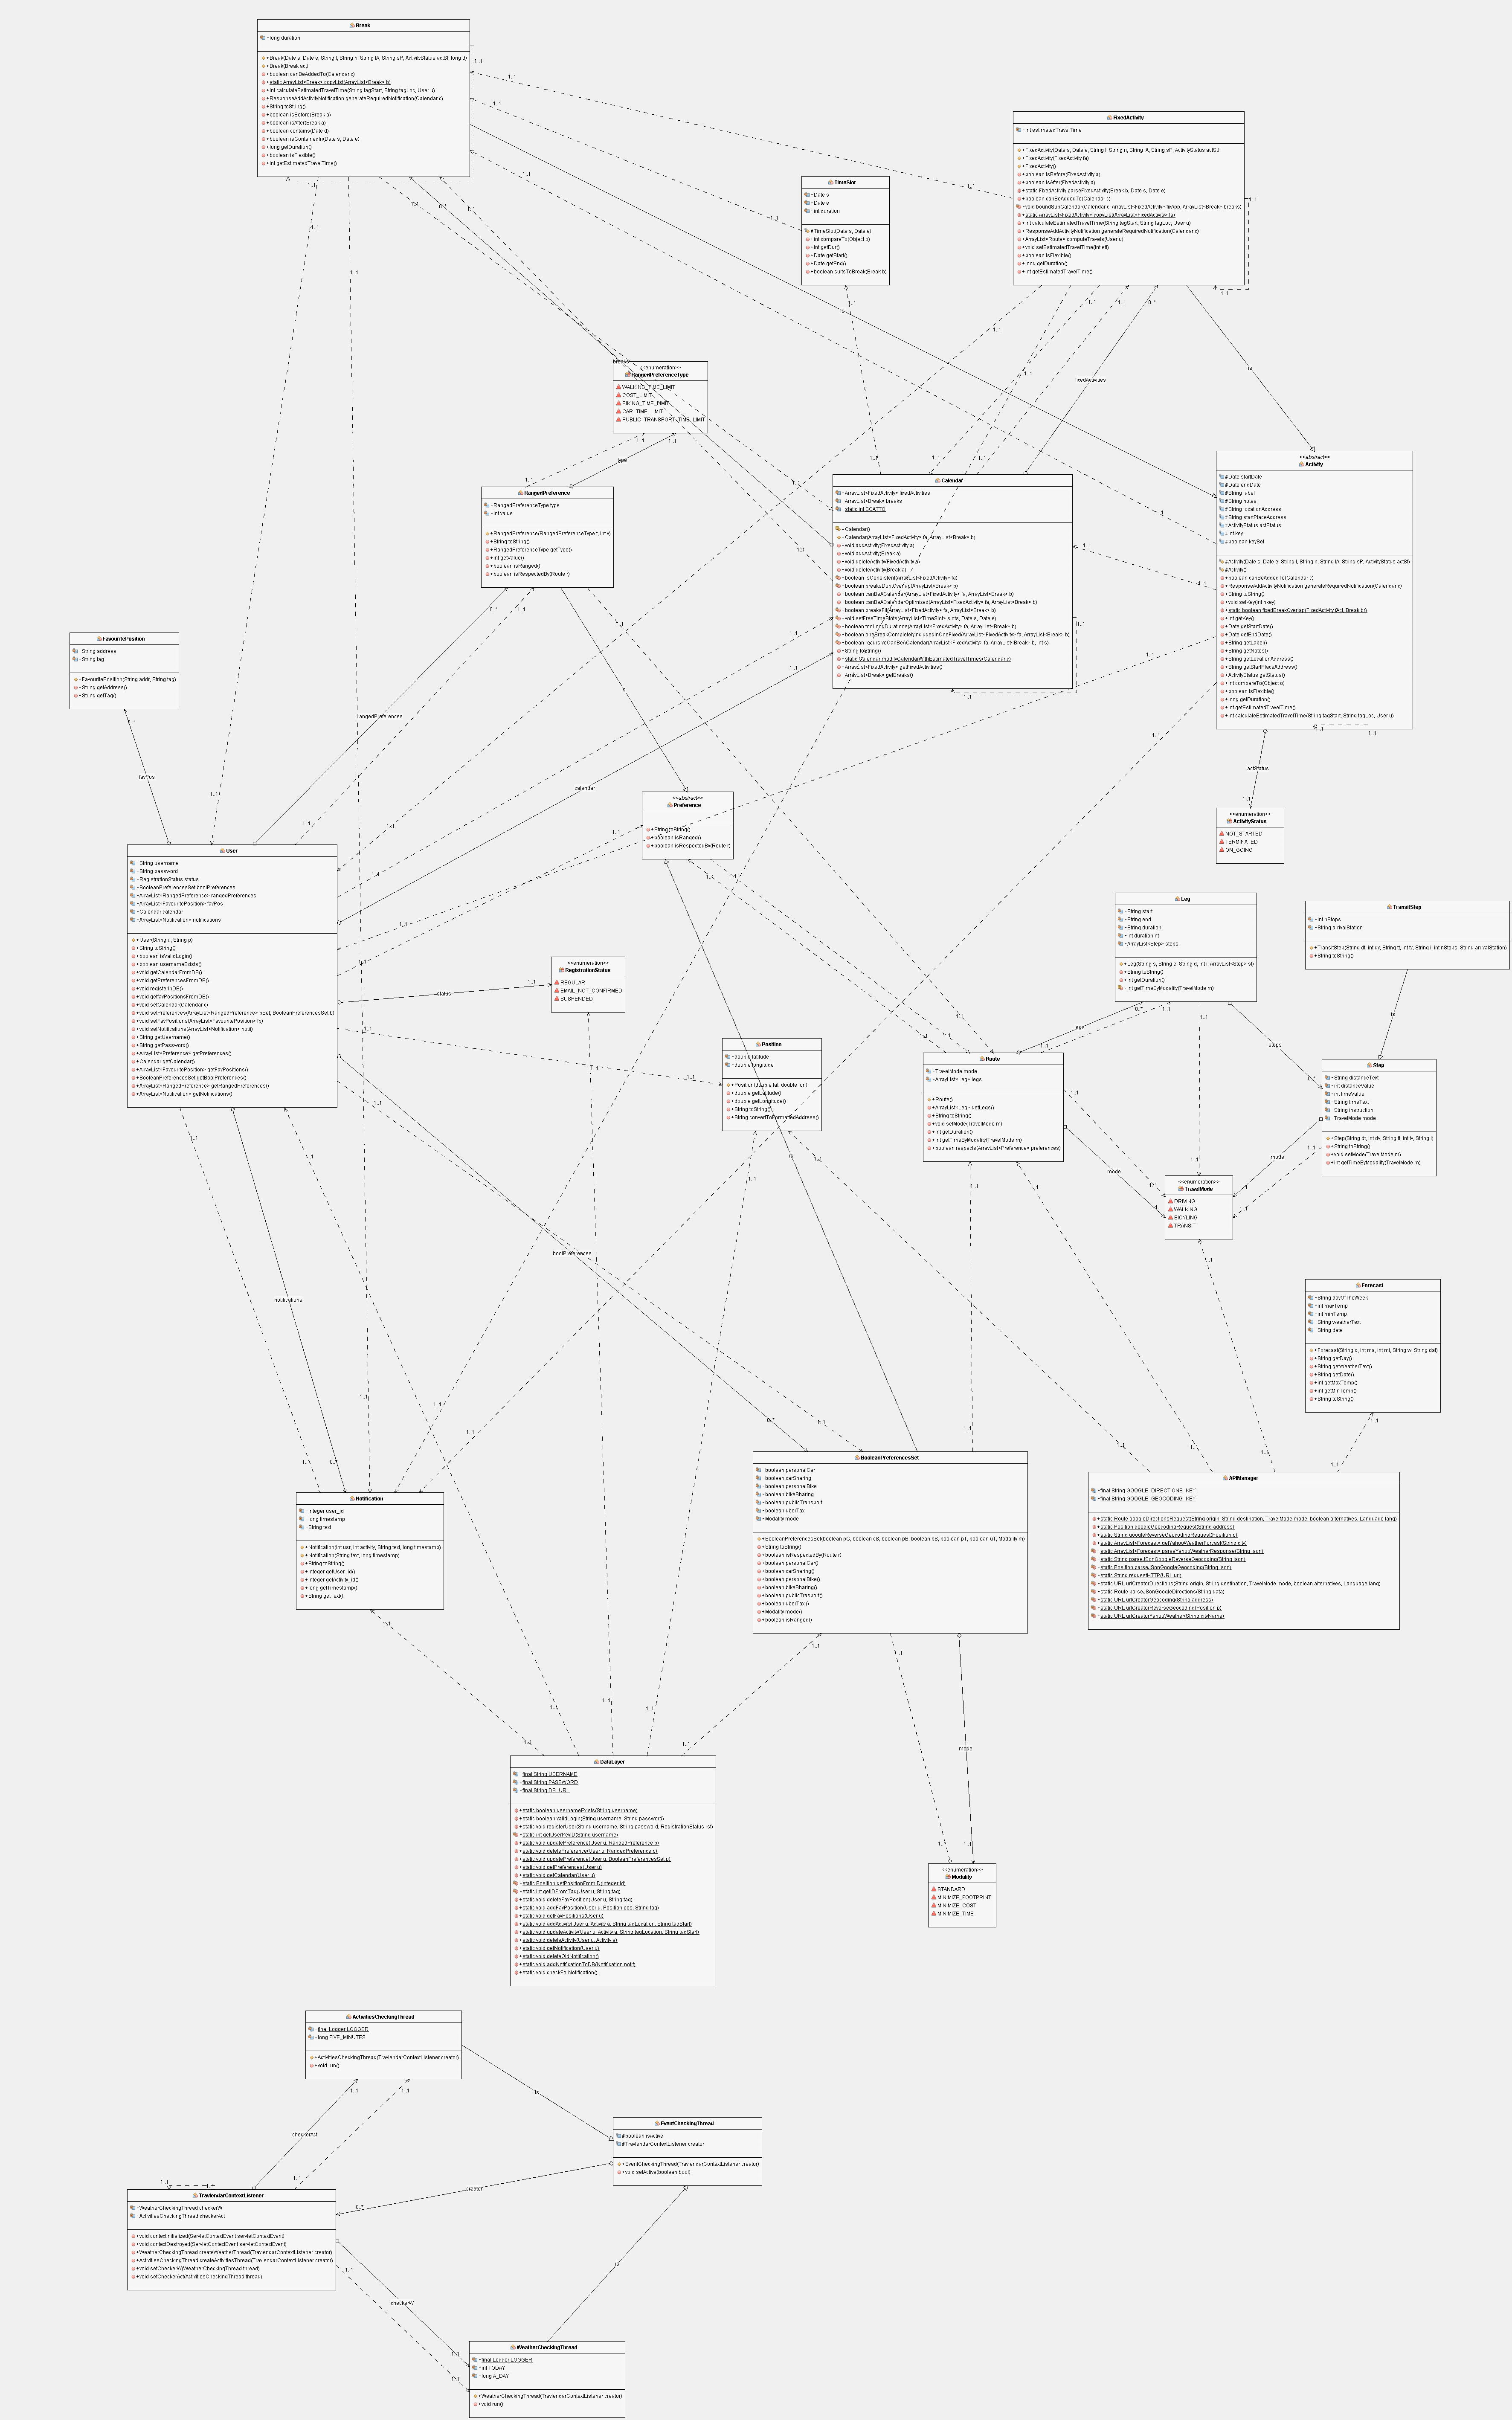 Break
-long duration
+Break(Date s, Date e, String l, String n, String lA, String sP, ActivityStatus actSt, long d)
+Break(Break act)
+boolean canBeAddedTo(Calendar c)
+static ArrayList<Break> copyList(ArrayList<Break> b)
+int calculateEstimatedTravelTime(String tagStart, String tagLoc, User u)
+ResponseAddActivityNotification generateRequiredNotification(Calendar c)
+String toString()
+boolean isBefore(Break a)
+boolean isAfter(Break a)
+boolean contains(Date d)
+boolean isContainedIn(Date s, Date e)
+long getDuration()
+boolean isFlexible()
+int getEstimatedTravelTime()
FixedActivity
-int estimatedTravelTime
+FixedActivity(Date s, Date e, String l, String n, String lA, String sP, ActivityStatus actSt)
+FixedActivity(FixedActivity fa)
+FixedActivity()
+boolean isBefore(FixedActivity a)
+boolean isAfter(FixedActivity a)
+static FixedActivity parseFixedActivity(Break b, Date s, Date e)
+boolean canBeAddedTo(Calendar c)
-void boundSubCalendar(Calendar c, ArrayList<FixedActivity> fixApp, ArrayList<Break> breaks)
+static ArrayList<FixedActivity> copyList(ArrayList<FixedActivity> fa)
+int calculateEstimatedTravelTime(String tagStart, String tagLoc, User u)
+ResponseAddActivityNotification generateRequiredNotification(Calendar c)
+ArrayList<Route> computeTravels(User u)
+void setEstimatedTravelTime(int ett)
+boolean isFlexible()
+long getDuration()
+int getEstimatedTravelTime()
TimeSlot
-Date s
-Date e
-int duration
#TimeSlot(Date s, Date e)
+int compareTo(Object o)
+int getDur()
+Date getStart()
+Date getEnd()
+boolean suitsToBreak(Break b)
<<enumeration>>
RangedPreferenceType
WALKING_TIME_LIMIT
COST_LIMIT
BIKING_TIME_LIMIT
CAR_TIME_LIMIT
PUBLIC_TRANSPORT_TIME_LIMIT
breaks
fixedActivities
is
is
type
RangedPreference
-RangedPreferenceType type
-int value
+RangedPreference(RangedPreferenceType t, int v)
+String toString()
+RangedPreferenceType getType()
+int getValue()
+boolean isRanged()
+boolean isRespectedBy(Route r)
Calendar
-ArrayList<FixedActivity> fixedActivities
-ArrayList<Break> breaks
-static int SCATTO
-Calendar()
+Calendar(ArrayList<FixedActivity> fa, ArrayList<Break> b)
+void addActivity(FixedActivity a)
+void addActivity(Break a)
+void deleteActivity(FixedActivity a)
+void deleteActivity(Break a)
-boolean isConsistent(ArrayList<FixedActivity> fa)
-boolean breaksDontOverlap(ArrayList<Break> b)
+boolean canBeACalendar(ArrayList<FixedActivity> fa, ArrayList<Break> b)
+boolean canBeACalendarOptimized(ArrayList<FixedActivity> fa, ArrayList<Break> b)
-boolean breaksFit(ArrayList<FixedActivity> fa, ArrayList<Break> b)
-void setFreeTimeSlots(ArrayList<TimeSlot> slots, Date s, Date e)
-boolean tooLongDurations(ArrayList<FixedActivity> fa, ArrayList<Break> b)
-boolean oneBreakCompletelyIncludedInOneFixed(ArrayList<FixedActivity> fa, ArrayList<Break> b)
-boolean recursiveCanBeACalendar(ArrayList<FixedActivity> fa, ArrayList<Break> b, int s)
+String toString()
+static Calendar modifyCalendarWithEstimatedTravelTimes(Calendar c)
+ArrayList<FixedActivity> getFixedActivities()
+ArrayList<Break> getBreaks()
<<abstract>>
Activity
#Date startDate
#Date endDate
#String label
#String notes
#String locationAddress
#String startPlaceAddress
#ActivityStatus actStatus
#int key
#boolean keySet
#Activity(Date s, Date e, String l, String n, String lA, String sP, ActivityStatus actSt)
#Activity()
+boolean canBeAddedTo(Calendar c)
+ResponseAddActivityNotification generateRequiredNotification(Calendar c)
+String toString()
+void setKey(int nkey)
+static boolean fixedBreakOverlap(FixedActivity fAct, Break br)
+int getKey()
+Date getStartDate()
+Date getEndDate()
+String getLabel()
+String getNotes()
+String getLocationAddress()
+String getStartPlaceAddress()
+ActivityStatus getStatus()
+int compareTo(Object o)
+boolean isFlexible()
+long getDuration()
+int getEstimatedTravelTime()
+int calculateEstimatedTravelTime(String tagStart, String tagLoc, User u)
FavouritePosition
-String address
-String tag
+FavouritePosition(String addr, String tag)
+String getAddress()
+String getTag()
rangedPreferences
is
favPos
calendar
actStatus
<<abstract>>
Preference
+String toString()
+boolean isRanged()
+boolean isRespectedBy(Route r)
<<enumeration>>
ActivityStatus
NOT_STARTED
TERMINATED
ON_GOING
User
-String username
-String password
-RegistrationStatus status
-BooleanPreferencesSet boolPreferences
-ArrayList<RangedPreference> rangedPreferences
-ArrayList<FavouritePosition> favPos
-Calendar calendar
-ArrayList<Notification> notifications
+User(String u, String p)
+String toString()
+boolean isValidLogin()
+boolean usernameExists()
+void getCalendarFromDB()
+void getPreferencesFromDB()
+void registerInDB()
+void getfavPositionsFromDB()
+void setCalendar(Calendar c)
+void setPreferences(ArrayList<RangedPreference> pSet, BooleanPreferencesSet b)
+void setFavPositions(ArrayList<FavouritePosition> fp)
+void setNotifications(ArrayList<Notification> notif)
+String getUsername()
+String getPassword()
+ArrayList<Preference> getPreferences()
+Calendar getCalendar()
+ArrayList<FavouritePosition> getFavPositions()
+BooleanPreferencesSet getBoolPreferences()
+ArrayList<RangedPreference> getRangedPreferences()
+ArrayList<Notification> getNotifications()
status
<<enumeration>>
RegistrationStatus
REGULAR
EMAIL_NOT_CONFIRMED
SUSPENDED
Leg
-String start
-String end
-String duration
-int durationInt
-ArrayList<Step> steps
+Leg(String s, String e, String d, int i, ArrayList<Step> st)
+String toString()
+int getDuration()
-int getTimeByModality(TravelMode m)
TransitStep
-int nStops
-String arrivalStation
+TransitStep(String dt, int dv, String tt, int tv, String i, int nStops, String arrivalStation)
+String toString()
legs
steps
is
Position
-double latitude
-double longitude
+Position(double lat, double lon)
+double getLatitude()
+double getLongitude()
+String toString()
+String convertToFormattedAddress()
Route
-TravelMode mode
-ArrayList<Leg> legs
+Route()
+ArrayList<Leg> getLegs()
+String toString()
+void setMode(TravelMode m)
+int getDuration()
+int getTimeByModality(TravelMode m)
+boolean respects(ArrayList<Preference> preferences)
Step
-String distanceText
-int distanceValue
-int timeValue
-String timeText
-String instruction
-TravelMode mode
+Step(String dt, int dv, String tt, int tv, String i)
+String toString()
+void setMode(TravelMode m)
+int getTimeByModality(TravelMode m)
mode
mode
is
<<enumeration>>
TravelMode
DRIVING
WALKING
BICYLING
TRANSIT
boolPreferences
notifications
Forecast
-String dayOfTheWeek
-int maxTemp
-int minTemp
-String weatherText
-String date
+Forecast(String d, int ma, int mi, String w, String dat)
+String getDay()
+String getWeatherText()
+String getDate()
+int getMaxTemp()
+int getMinTemp()
+String toString()
Notification
-Integer user_id
-long timestamp
-String text
+Notification(int usr, int activity, String text, long timestamp)
+Notification(String text, long timestamp)
+String toString()
+Integer getUser_id()
+Integer getActivity_id()
+long getTimestamp()
+String getText()
BooleanPreferencesSet
-boolean personalCar
-boolean carSharing
-boolean personalBike
-boolean bikeSharing
-boolean publicTransport
-boolean uberTaxi
-Modality mode
+BooleanPreferencesSet(boolean pC, boolean cS, boolean pB, boolean bS, boolean pT, boolean uT, Modality m)
+String toString()
+boolean isRespectedBy(Route r)
+boolean personalCar()
+boolean carSharing()
+boolean personalBike()
+boolean bikeSharing()
+boolean publicTrasport()
+boolean uberTaxi()
+Modality mode()
+boolean isRanged()
APIManager
-final String GOOGLE_DIRECTIONS_KEY
-final String GOOGLE_GEOCODING_KEY
+static Route googleDirectionsRequest(String origin, String destination, TravelMode mode, boolean alternatives, Language lang)
+static Position googleGeocodingRequest(String address)
+static String googleReverseGeocodingRequest(Position p)
+static ArrayList<Forecast> getYahooWeatherForcast(String city)
-static ArrayList<Forecast> parseYahooWeatherResponse(String json)
-static String parseJSonGoogleReverseGeocoding(String json)
-static Position parseJSonGoogleGeocoding(String json)
-static String requestHTTP(URL url)
-static URL urlCreatorDirections(String origin, String destination, TravelMode mode, boolean alternatives, Language lang)
-static Route parseJSonGoogleDirections(String data)
-static URL urlCreatorGeocoding(String address)
-static URL urlCreatorReverseGeocoding(Position p)
-static URL urlCreatorYahooWeather(String cityName)
mode
DataLayer
-final String USERNAME
-final String PASSWORD
-final String DB_URL
+static boolean usernameExists(String username)
+static boolean validLogin(String username, String password)
+static void registerUser(String username, String password, RegistrationStatus rst)
-static int getUserKeyID(String username)
+static void updatePreference(User u, RangedPreference p)
+static void deletePreference(User u, RangedPreference p)
+static void updatePreference(User u, BooleanPreferencesSet p)
+static void getPreferences(User u)
+static void getCalendar(User u)
-static Position getPositionFromID(Integer id)
-static int getIDFromTag(User u, String tag)
+static void deleteFavPosition(User u, String tag)
+static void addFavPosition(User u, Position pos, String tag)
+static void getFavPositions(User u)
+static void addActivity(User u, Activity a, String tagLocation, String tagStart)
+static void updateActivity(User u, Activity a, String tagLocation, String tagStart)
+static void deleteActivity(User u, Activity a)
+static void getNotification(User u)
+static void deleteOldNotification()
+static void addNotificationToDB(Notification notif)
+static void checkForNotification()
<<enumeration>>
Modality
STANDARD
MINIMIZE_FOOTPRINT
MINIMIZE_COST
MINIMIZE_TIME
ActivitiesCheckingThread
-final Logger LOGGER
-long FIVE_MINUTES
+ActivitiesCheckingThread(TravlendarContextListener creator)
+void run()
is
checkerAct
EventCheckingThread
#boolean isActive
#TravlendarContextListener creator
+EventCheckingThread(TravlendarContextListener creator)
+void setActive(boolean bool)
creator
TravlendarContextListener
-WeatherCheckingThread checkerW
-ActivitiesCheckingThread checkerAct
+void contextInitialized(ServletContextEvent servletContextEvent)
+void contextDestroyed(ServletContextEvent servletContextEvent)
+WeatherCheckingThread createWeatherThread(TravlendarContextListener creator)
+ActivitiesCheckingThread createActivitiesThread(TravlendarContextListener creator)
+void setCheckerW(WeatherCheckingThread thread)
+void setCheckerAct(ActivitiesCheckingThread thread)
is
checkerW
WeatherCheckingThread
-final Logger LOGGER
-int TODAY
-long A_DAY
+WeatherCheckingThread(TravlendarContextListener creator)
+void run()